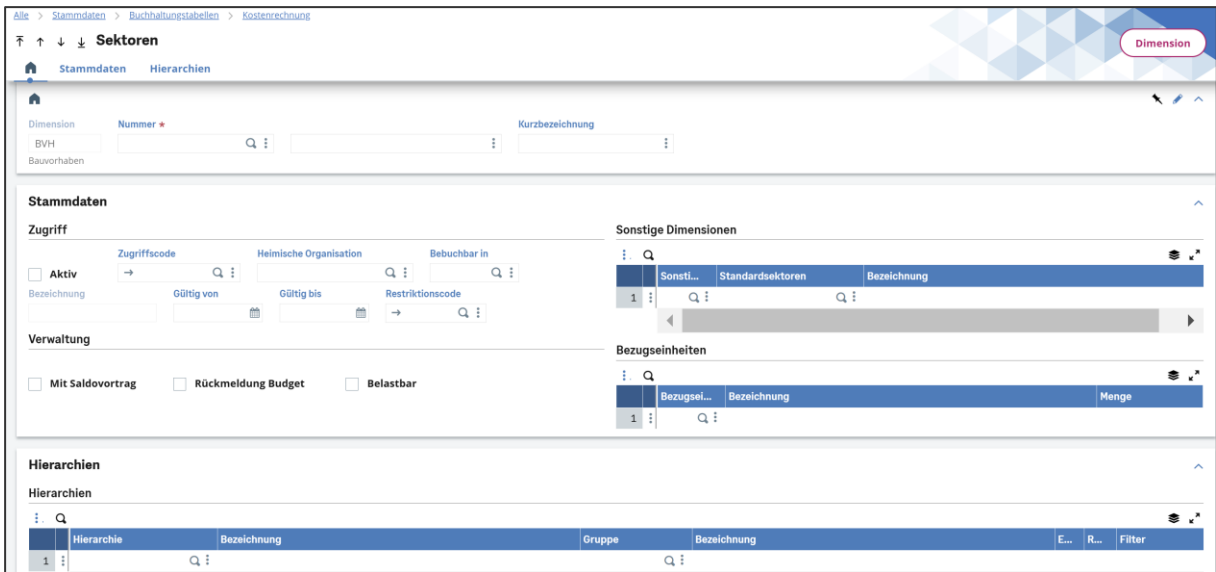 Alle > Stammdaten > Buchhaltungstabellen > Kostenrechnung
Sektoren
Dimension
Stammdaten Hierarchien
Dimension Nummer * Kurzbezeichnung
BVH
Bauvorhaben
Stammdaten
Zugriff
Zugriffscode Heimische Organisation Bebuchbar in
Aktiv
Bezeichnung Gültig von Gültig bis Restriktionscode
Verwaltung
Mit Saldovortrag Rückmeldung Budget Belastbar
Sonstige Dimensionen
Sonsti... Standardsektoren Bezeichnung
1
Bezugseinheiten
Bezugsei... Bezeichnung Menge
1
Hierarchien
Hierarchien
Hierarchie Bezeichnung Gruppe Bezeichnung E... R... Filter
1